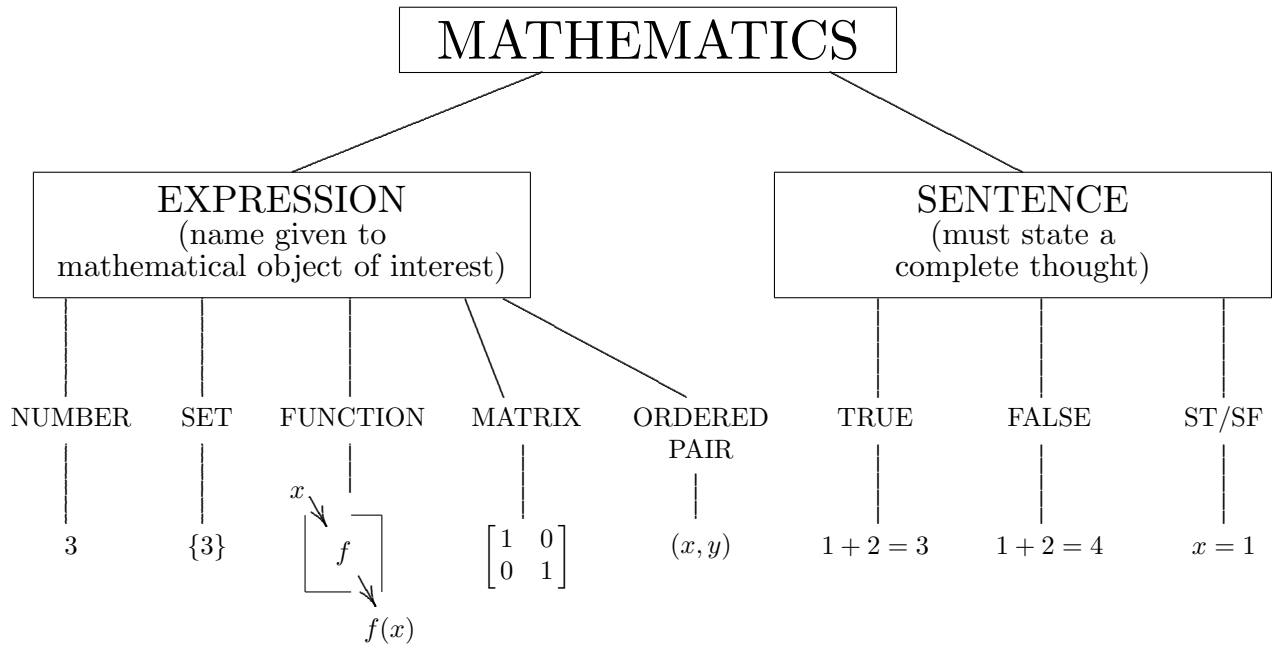 MATHEMATICS
EXPRESSION
(name given to
mathematical object of interest)
SENTENCE
(must state a
complete thought)
NUMBER
SET
FUNCTION
MATRIX
ORDERED
PAIR
TRUE
FALSE
ST/SF
3
{3}
x
f
f(x)
[1 0
0 1]
(x, y)
1 + 2 = 3
1 + 2 = 4
x = 1